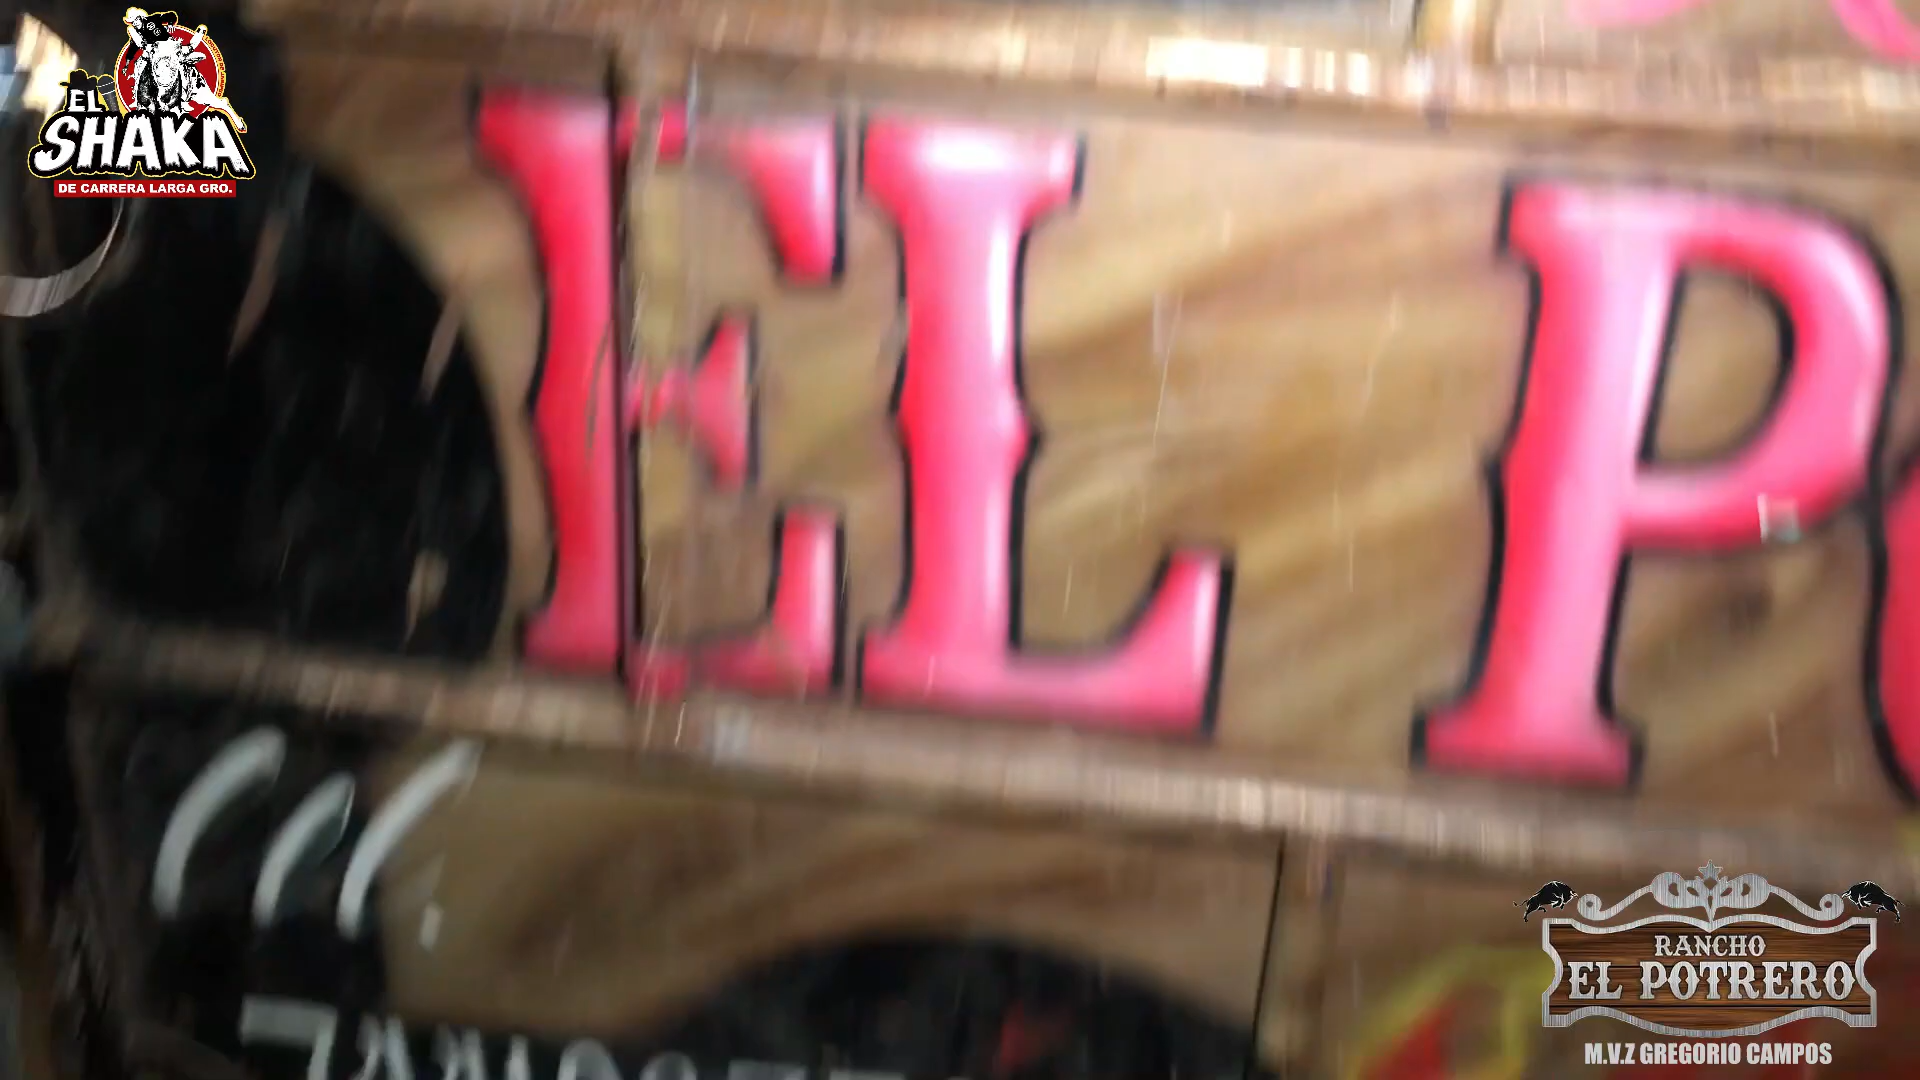 EL
SHAKA
DE CARRERA LARGA GRO.
EL P
RANCHO
EL POTRERO
M.V.Z GREGORIO CAMPOS